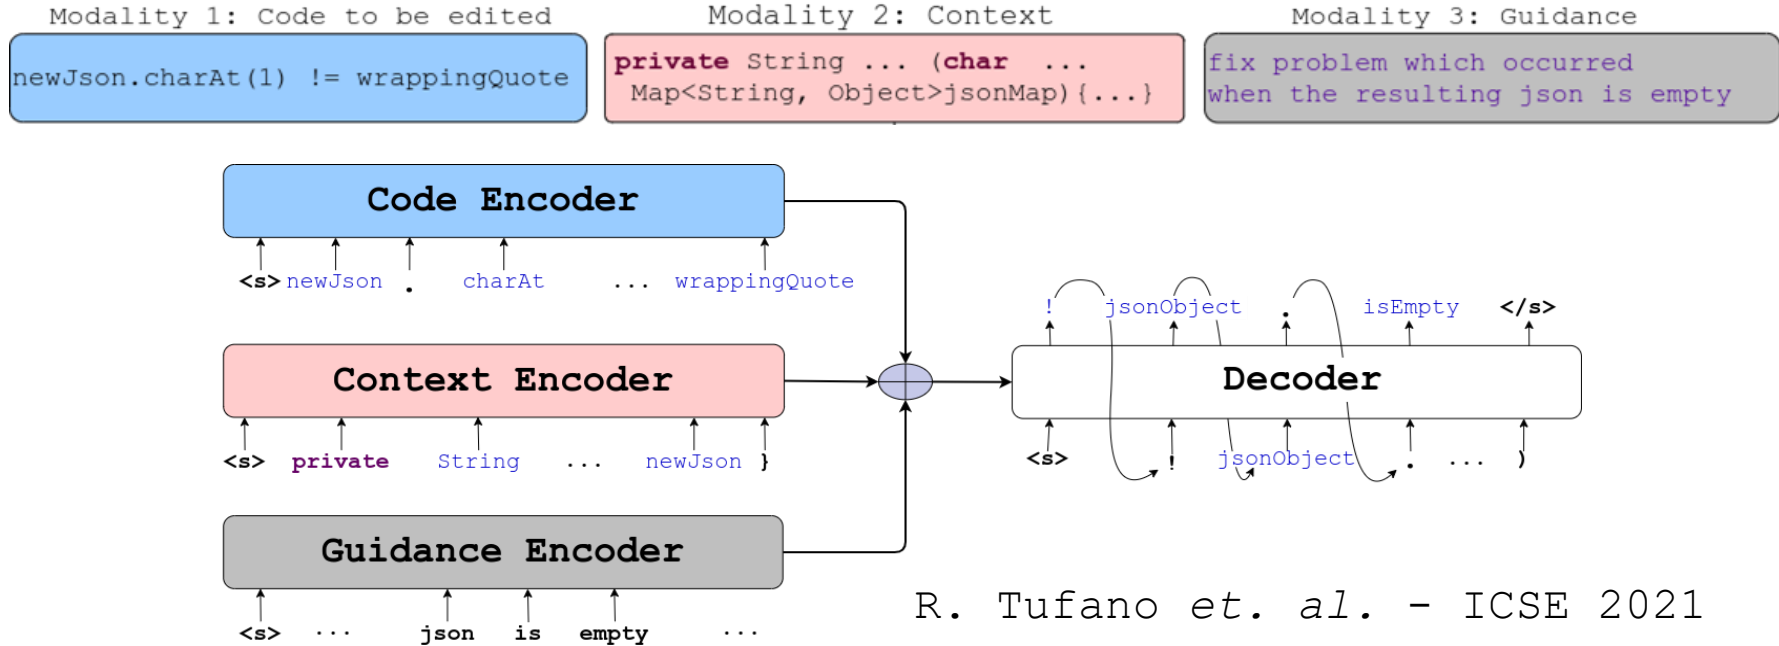 Modality 1: Code to be edited
Modality 2: Context
Modality 3: Guidance
newJson.charAt(1) != wrappingQuote
private String ... (char ...
Map<String, Object>jsonMap){...}
fix problem which occurred
when the resulting json is empty
Code Encoder
<s> newJson . charAt ... wrappingQuote
Context Encoder
<s> private String ... newJson }
Guidance Encoder
<s> ... json is empty ...
! jsonObject . isEmpty </s>
Decoder
<s> ! jsonObject . ... )
R. Tufano et. al. - ICSE 2021